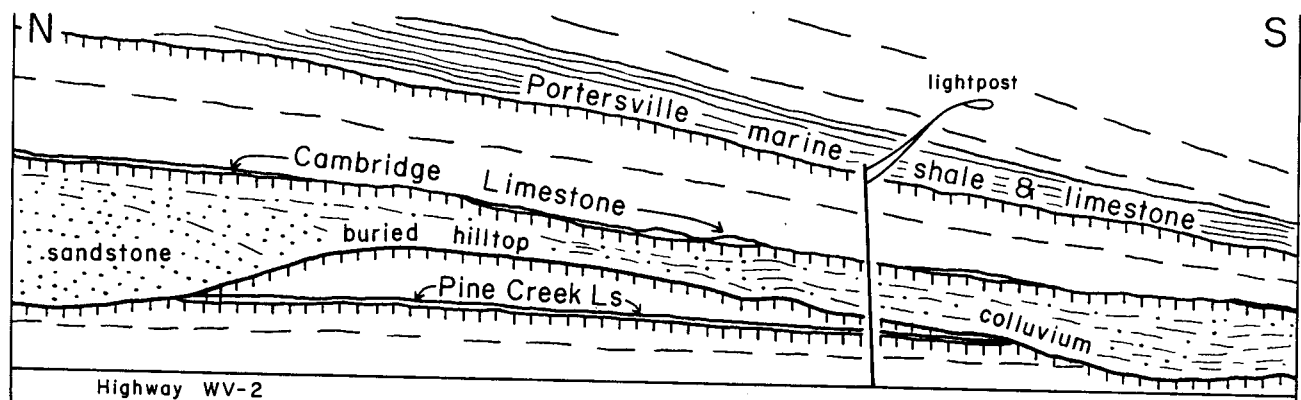 N
S
lightpost
Portersville marine shale & limestone
Cambridge Limestone
buried hilltop
sandstone
Pine Creek Ls
colluvium
Highway WV-2